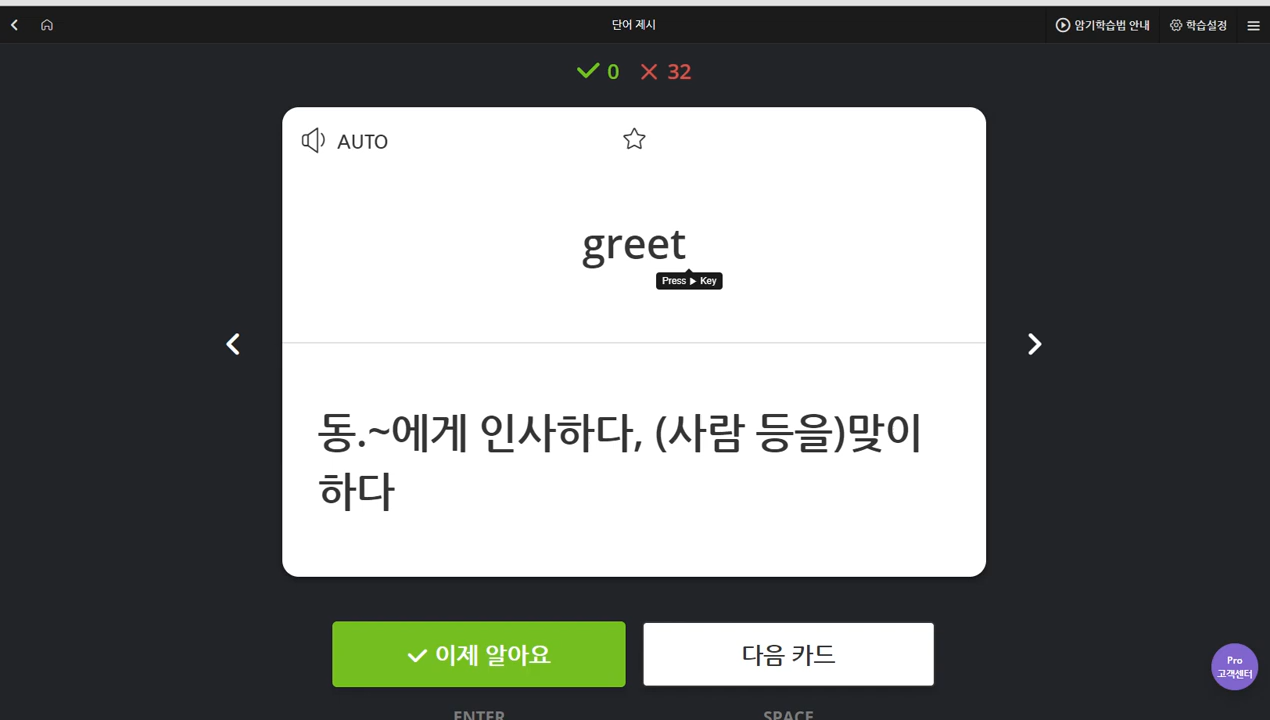 단어 제시
암기학습법 안내
학습설정
0
32
AUTO
greet
Press ▶ Key
동.~에게 인사하다, (사람 등을)맞이
하다
이제 알아요
다음 카드
Pro
고객센터
ENTER
SPACE